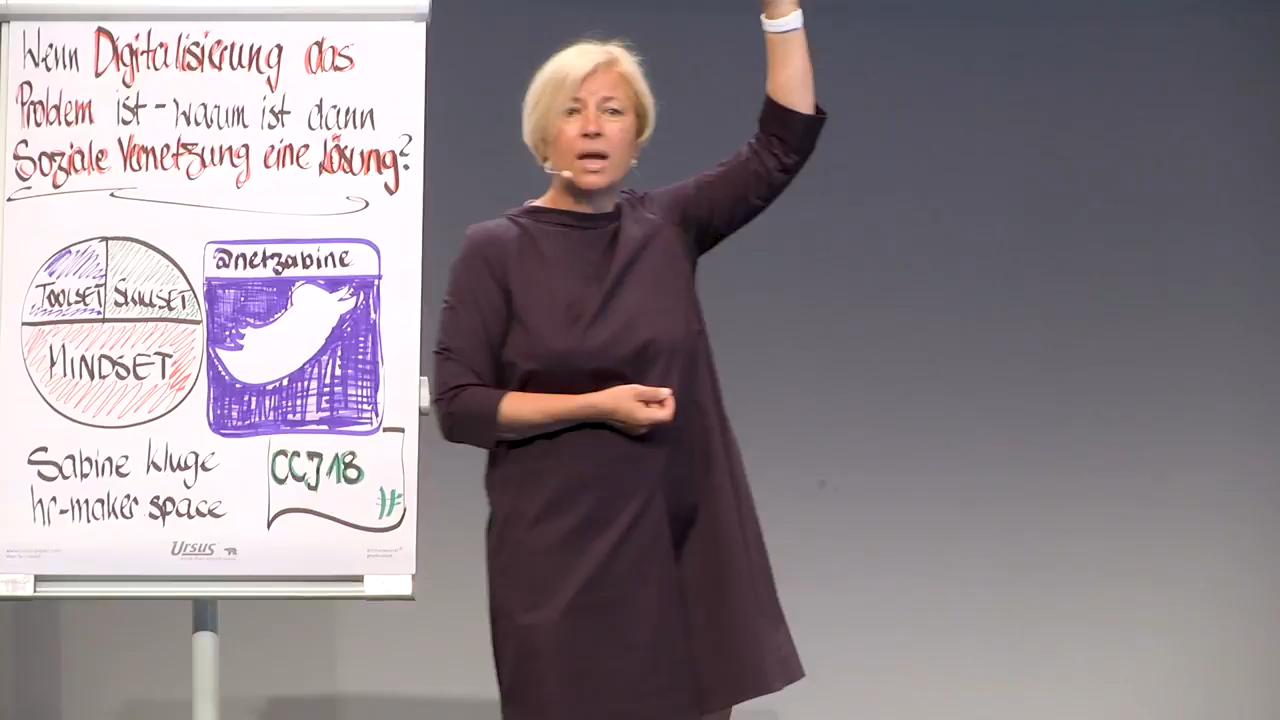 Wenn Digitalisierung das
Problem ist - warum ist dann
Soziale Vernetzung eine Lösung?
@netzabine
TOOLSET SKILLSET
MINDSET
Sabine Kluge
hr-maker space
CCJ18
#
Ursus